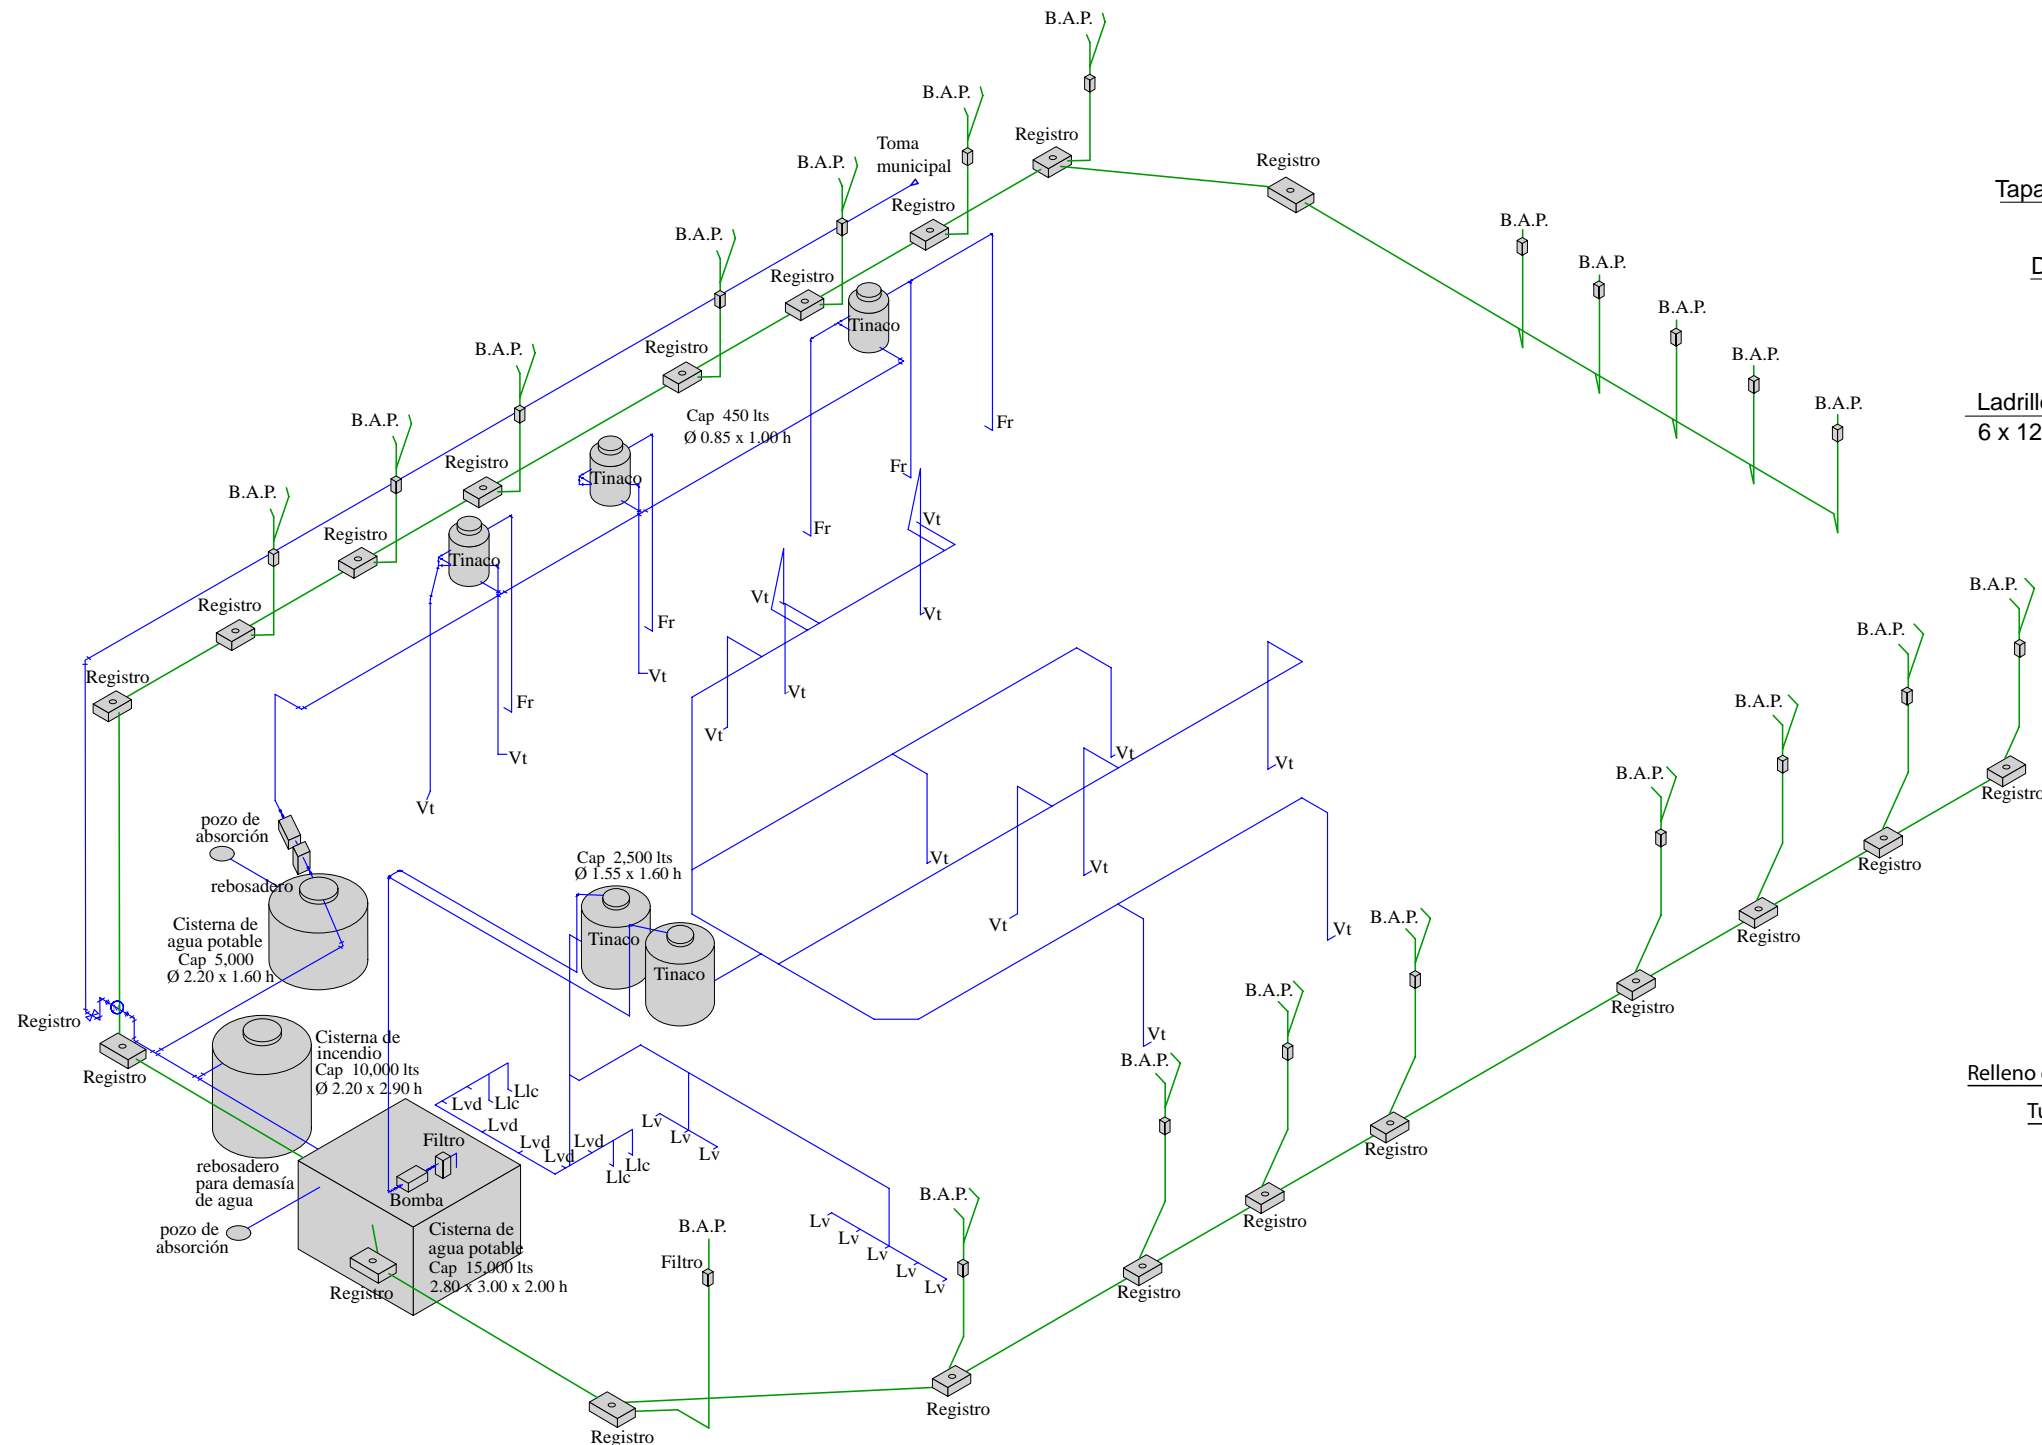 B.A.P.
B.A.P.
Toma
municipal
B.A.P.
Registro
Registro
B.A.P.
Registro
Registro
B.A.P.
Registro
Tinaco
B.A.P.
Registro
B.A.P.
Cap 450 lts
Ø 0.85 x 1.00 h
Registro
Tinaco
Fr
Fr
B.A.P.
Registro
Tinaco
Fr
Vt
Registro
Vt
Vt
Fr
Vt
Registro
Vt
Fr
Vt
Vt
Vt
B.A.P.
B.A.P.
B.A.P.
B.A.P.
B.A.P.
Tapa
D
Ladrill
6 x 12
B.A.P.
B.A.P.
B.A.P.
B.A.P.
Registro
Registro
Registro
Registro
Vt
Vt
Vt
Vt
Vt
Vt
Vt
pozo de
absorción
rebosadero
Cisterna de
agua potable
Cap 5,000
Ø 2.20 x 1.60 h
Cap 2,500 lts
Ø 1.55 x 1.60 h
Tinaco
Tinaco
Vt
B.A.P.
B.A.P.
B.A.P.
Registro
Registro
Registro
Registro
Registro
Cisterna de
incendio
Cap 10,000 lts
Ø 2.20 x 2.90 h
Lvd
Llc
Llc
Lvd
Lvd
Lvd
Lvd
Llc
Llc
Lv
Lv
Lv
Filtro
Bomba
rebosadero
para demasía
de agua
pozo de
absorción
Cisterna de
agua potable
Cap 15,000 lts
2.80 x 3.00 x 2.00 h
Registro
Lv
Lv
Lv
Lv
Lv
B.A.P.
Filtro
B.A.P.
Registro
Registro
Relleno
Tu